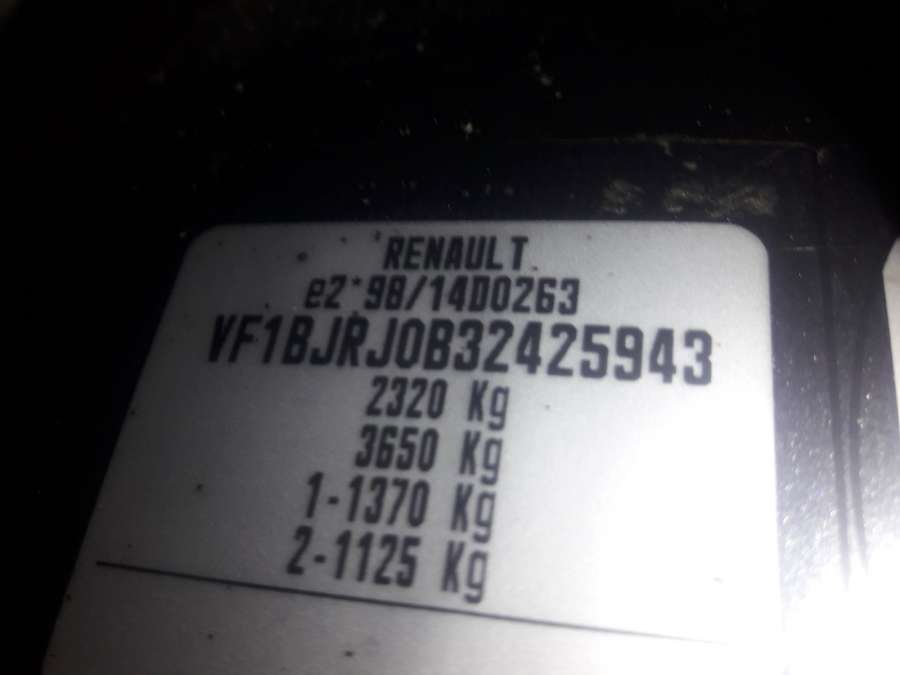 RENAULT
e2*98/14D0263
VF1BJRJ0B32425943
2320 Kg
3650 Kg
1-1370 Kg
2-1125 Kg